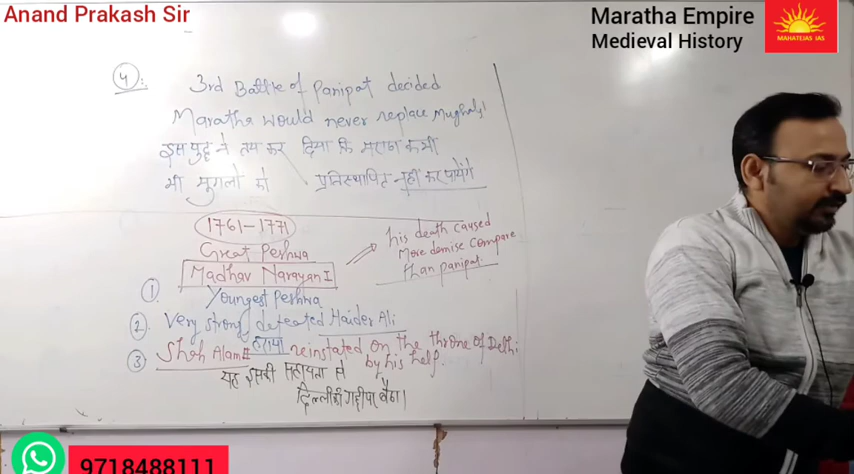 Anand Prakash Sir
Maratha Empire
Medieval History
MAHATEJAS IAS
4:
3rd Battle of Panipat decided
Maratha would never replace Mughals!
इस युद्ध ने तय कर दिया कि मराठा कभी
भी मुगलों को प्रतिस्थापित नहीं कर पायेंगे
1761-1771
Great Peshwa
Madhav Narayan I
his death caused
More demise compare
than panipat.
1. Youngest Peshwa
2. Very strong, defeated Haider Ali
हराया
3 Shah Alam II reinstated on the throne of Delhi
by his help.
यह इसकी सहायता से
दिल्ली की गद्दी पर बैठा।
9718488111